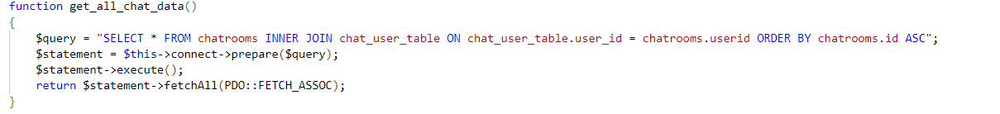 function get_all_chat_data()
{
$query = "SELECT * FROM chatrooms INNER JOIN chat_user_table ON chat_user_table.user_id = chatrooms.userid ORDER BY chatrooms.id ASC";
$statement = $this->connect->prepare($query);
$statement->execute();
return $statement->fetchAll(PDO::FETCH_ASSOC);
}